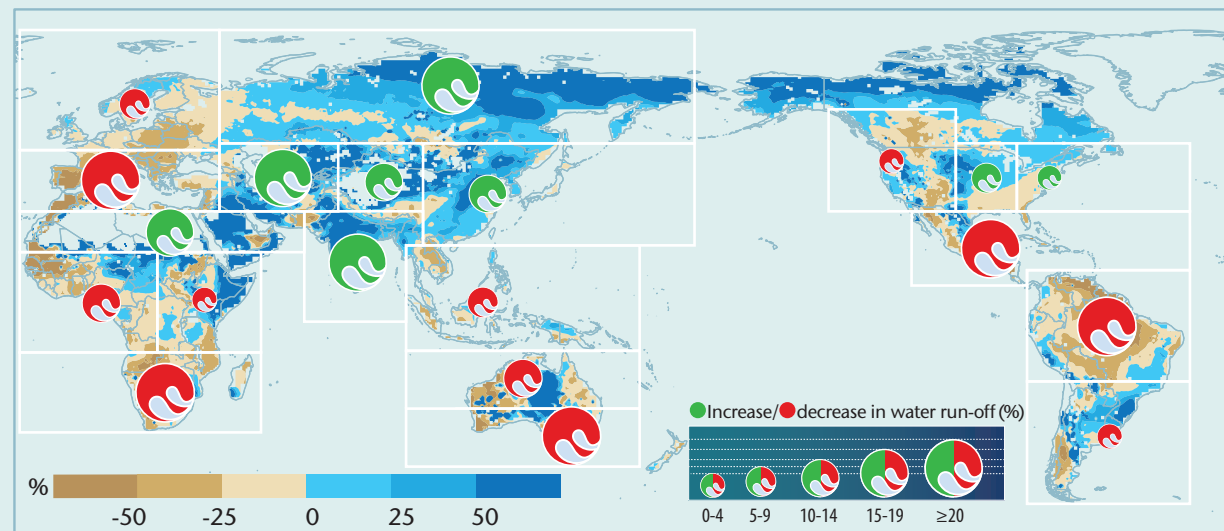 Increase/ decrease in water run-off (%)
%
-50 -25 0 25 50
0-4 5-9 10-14 15-19 ≥20